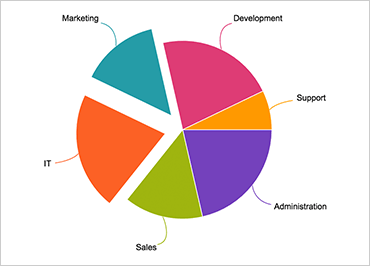 Marketing
Development
Support
IT
Administration
Sales